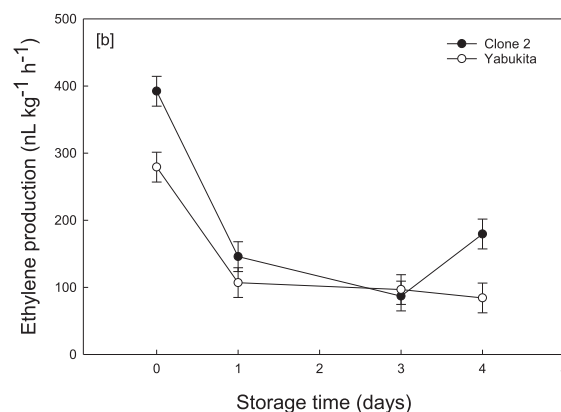 [b]
Clone 2
Yabukita
Ethylene production (nL kg-1 h-1)
500
400
300
200
100
0
0 1 2 3 4
Storage time (days)